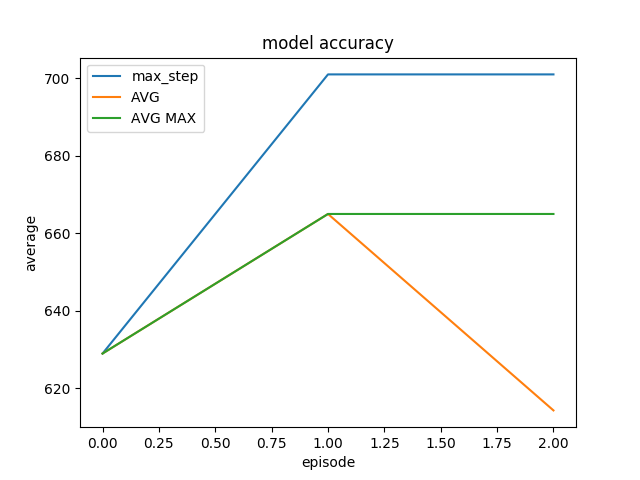 model accuracy
max_step
AVG
AVG MAX
700
680
660
640
620
average
0.00 0.25 0.50 0.75 1.00 1.25 1.50 1.75 2.00
episode